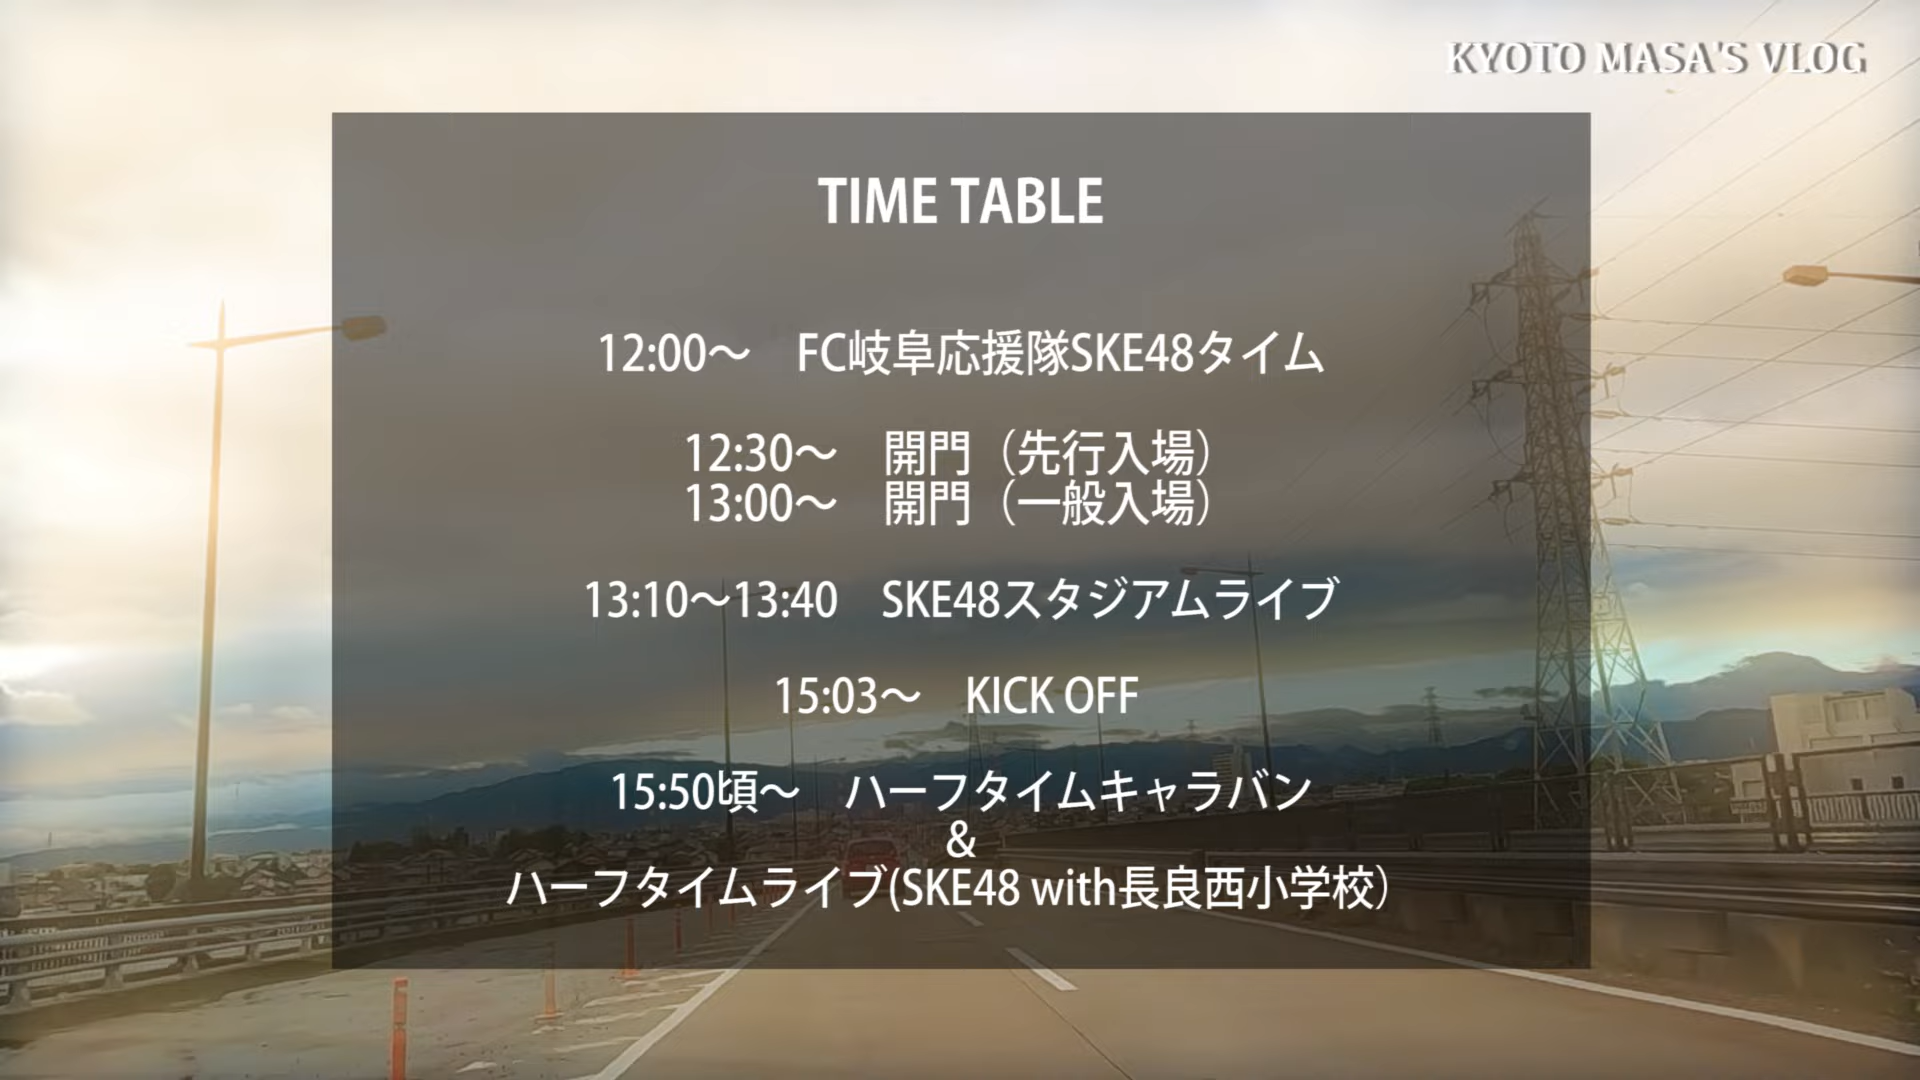 KYOTO MASA'S VLOG
TIME TABLE
12:00～　FC岐阜応援隊SKE48タイム
12:30～　開門（先行入場）
13:00～　開門（一般入場）
13:10～13:40　SKE48スタジアムライブ
15:03～　KICK OFF
15:50頃～　ハーフタイムキャラバン
&
ハーフタイムライブ(SKE48 with長良西小学校）